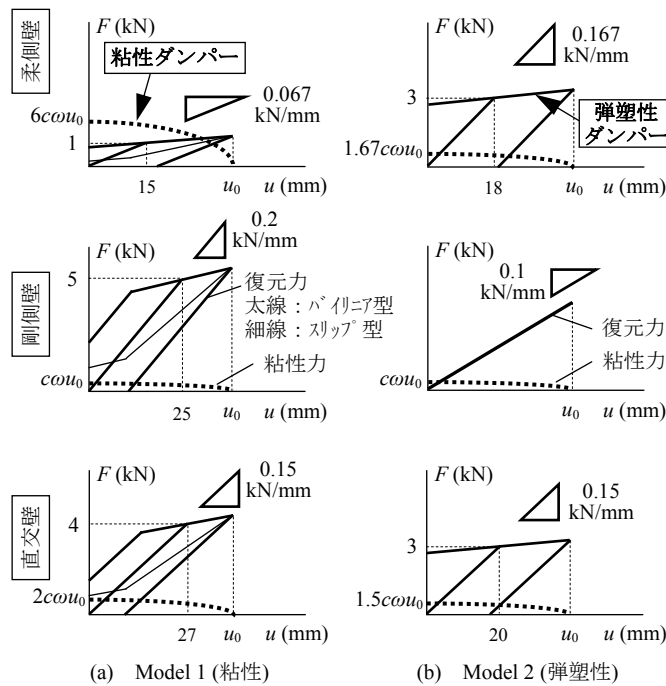 柔側壁
F (kN)
粘性ダンパー
0.067
kN/mm
6cωu₀
1
15
u₀
u (mm)
F (kN)
0.167
kN/mm
3
弾塑性
ダンパー
1.67cωu₀
18
u₀
u (mm)
剛側壁
F (kN)
0.2
kN/mm
5
復元力
太線：バイリニア型
細線：スリップ型
粘性力
cωu₀
25
u₀
u (mm)
F (kN)
0.1
kN/mm
復元力
粘性力
cωu₀
u₀
u (mm)
直交壁
F (kN)
0.15
kN/mm
4
2cωu₀
27
u₀
u (mm)
F (kN)
0.15
kN/mm
3
1.5cωu₀
20
u₀
u (mm)
(a) Model 1 (粘性)
(b) Model 2 (弾塑性)